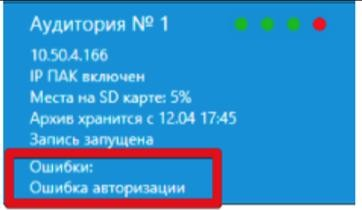 Аудитория № 1
10.50.4.166
IP ПАК включен
Места на SD карте: 5%
Архив хранится с 12.04 17:45
Запись запущена
Ошибки:
Ошибка авторизации